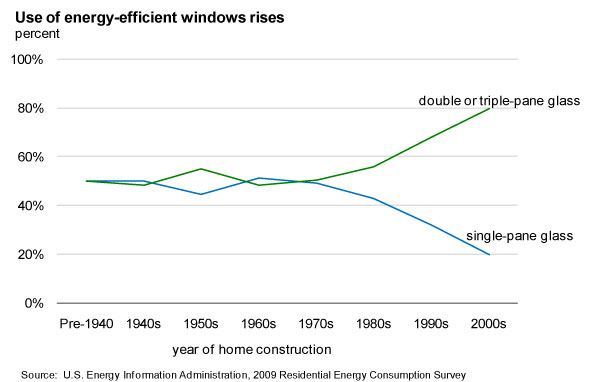 Use of energy-efficient windows rises
percent
100%
double or triple-pane glass
80%
60%
40%
single-pane glass
20%
0%
Pre-1940 1940s 1950s 1960s 1970s 1980s 1990s 2000s
year of home construction
Source: U.S. Energy Information Administration, 2009 Residential Energy Consumption Survey